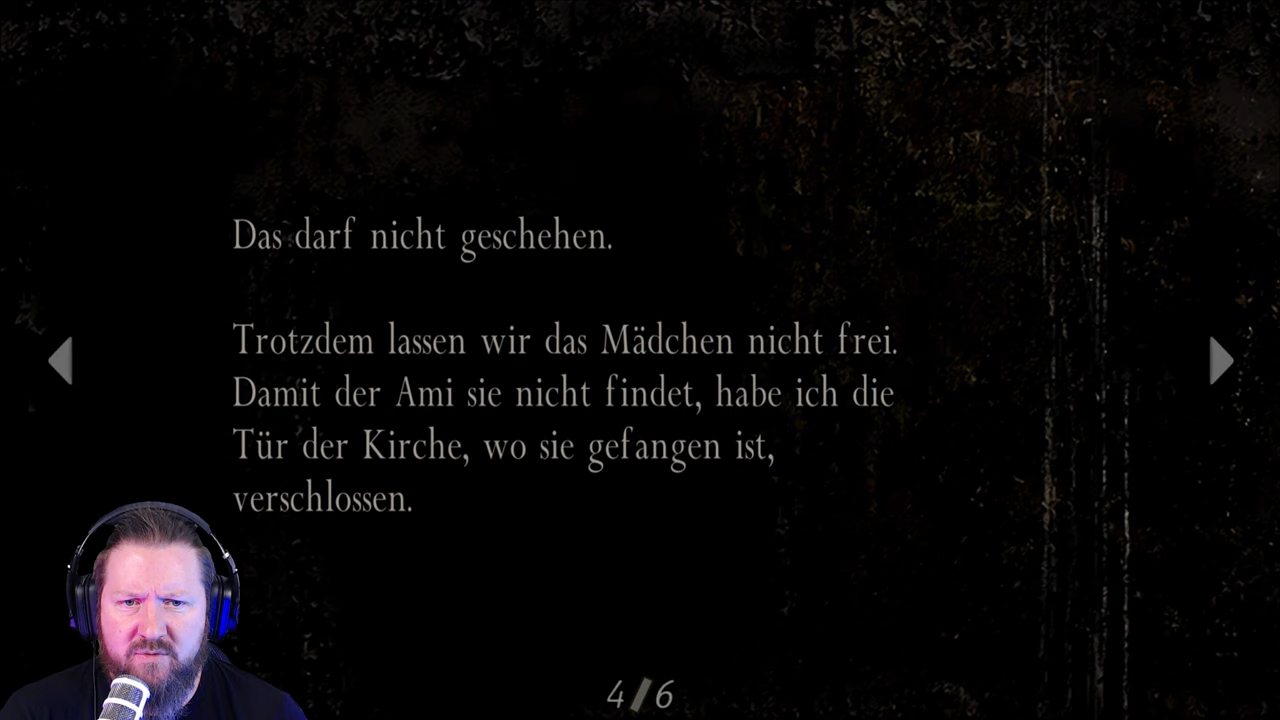 Das darf nicht geschehen.
Trotzdem lassen wir das Mädchen nicht frei.
Damit der Ami sie nicht findet, habe ich die
Tür der Kirche, wo sie gefangen ist,
verschlossen.
4/6